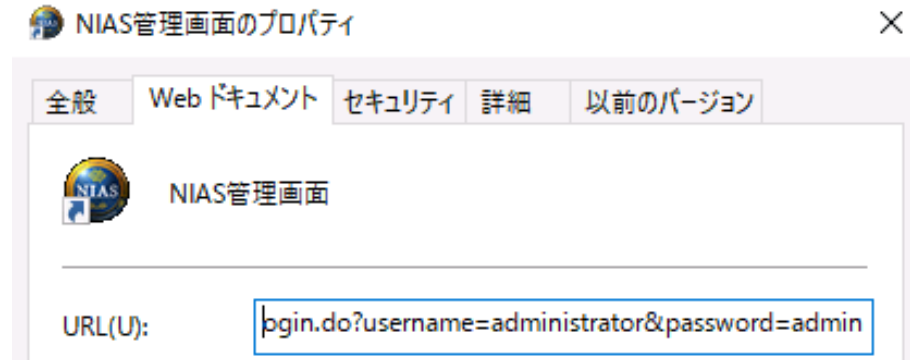 NIAS管理画面のプロパティ
全般 Web ドキュメント セキュリティ 詳細 以前のバージョン
NIAS
NIAS管理画面
URL(U): ogin.do?username=administrator&password=admin